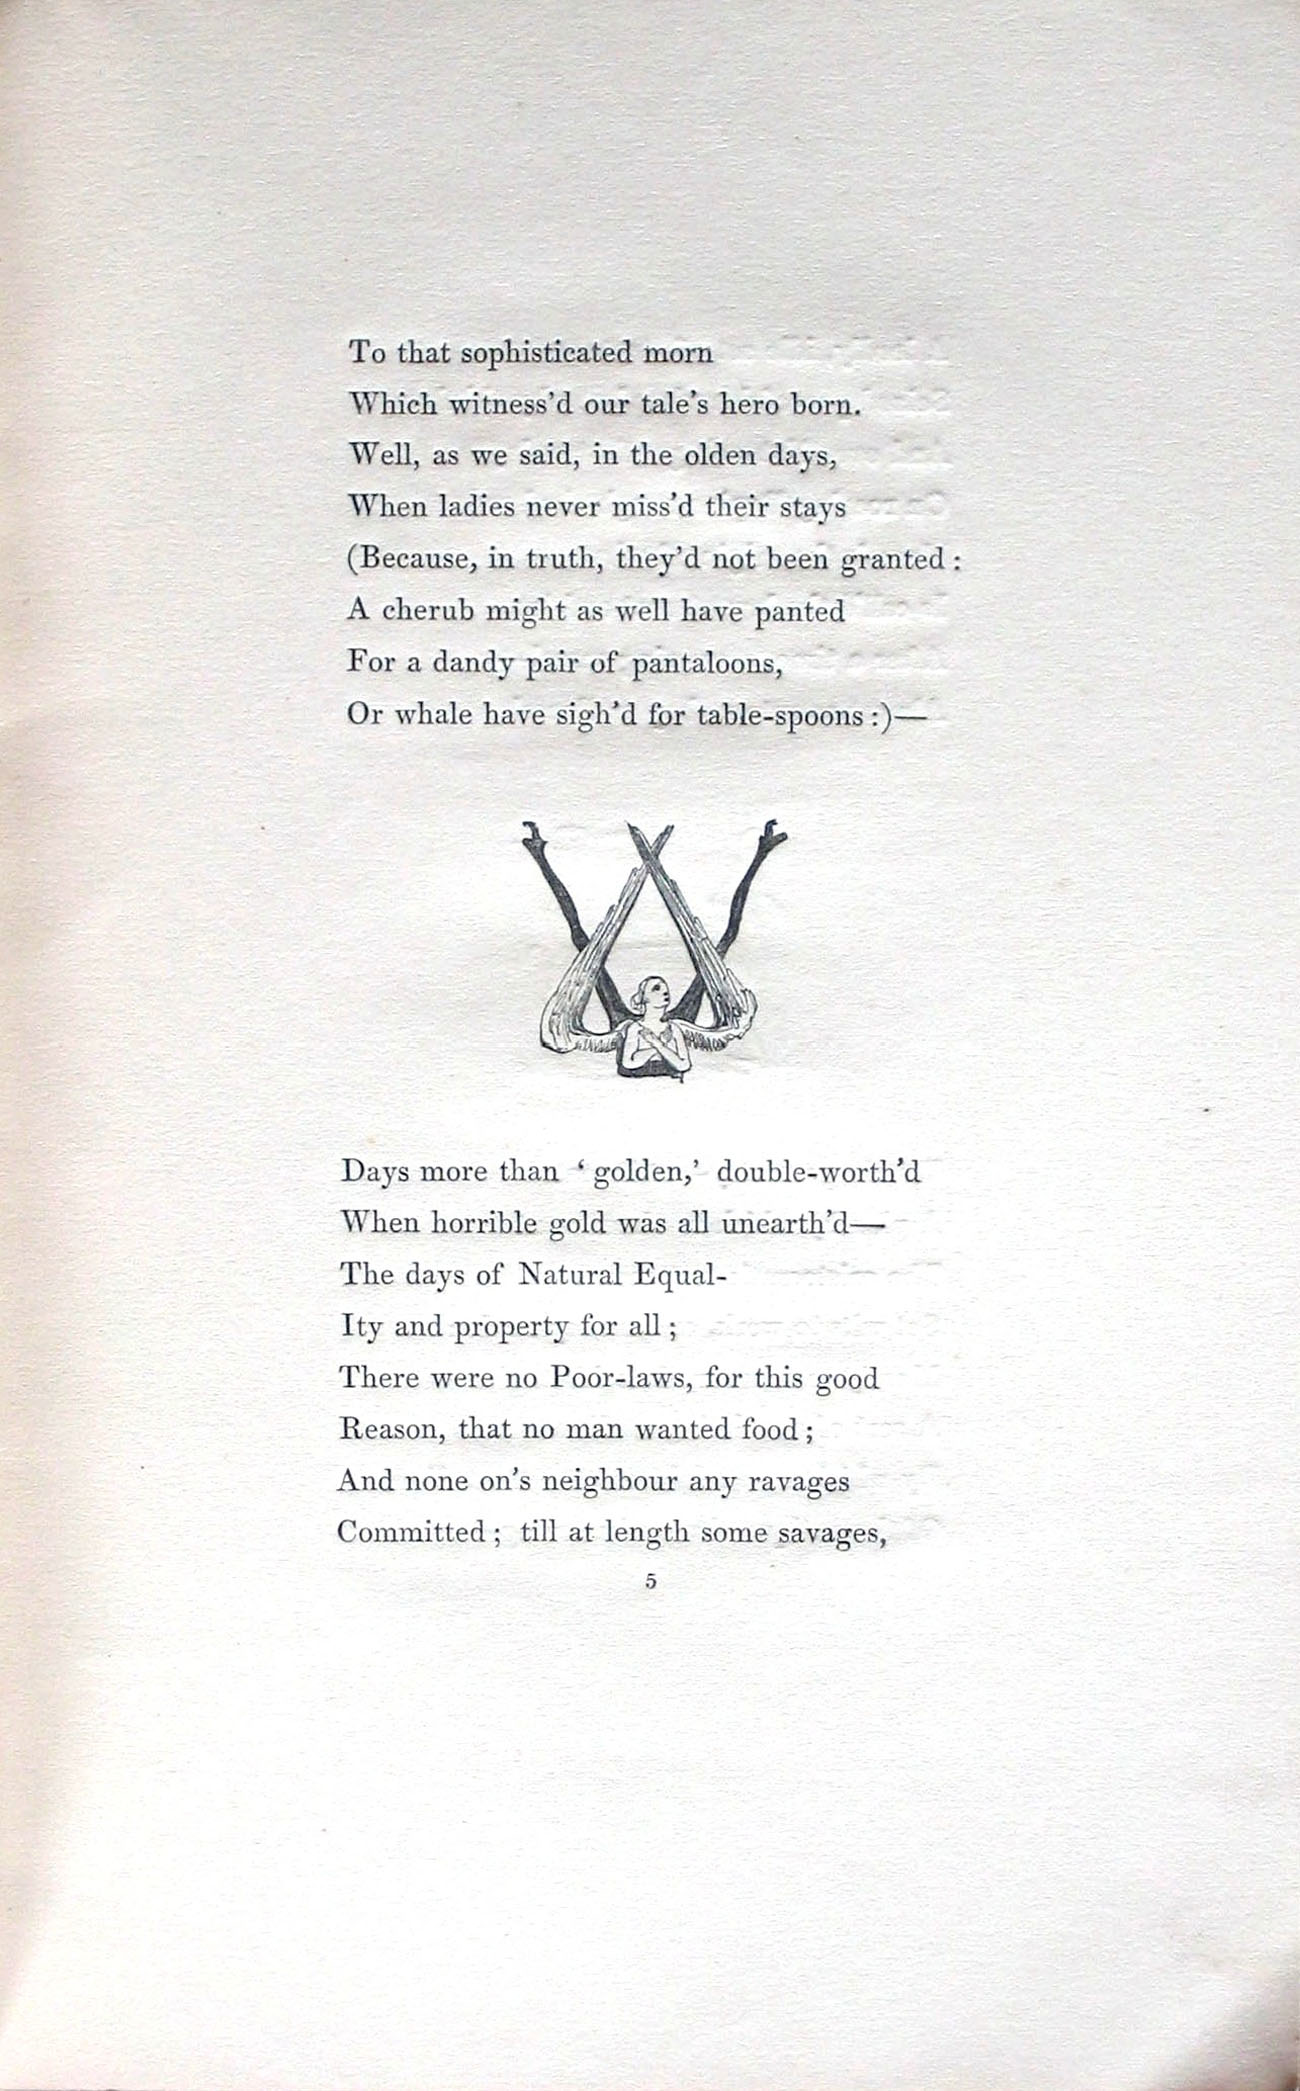 To that sophisticated morn
Which witness'd our tale's hero born.
Well, as we said, in the olden days,
When ladies never miss'd their stays
(Because, in truth, they'd not been granted :
A cherub might as well have panted
For a dandy pair of pantaloons,
Or whale have sigh'd for table-spoons :)—
Days more than ‘ golden,’ double-worth'd
When horrible gold was all unearth'd—
The days of Natural Equal-
Ity and property for all ;
There were no Poor-laws, for this good
Reason, that no man wanted food ;
And none on's neighbour any ravages
Committed ; till at length some savages,
5